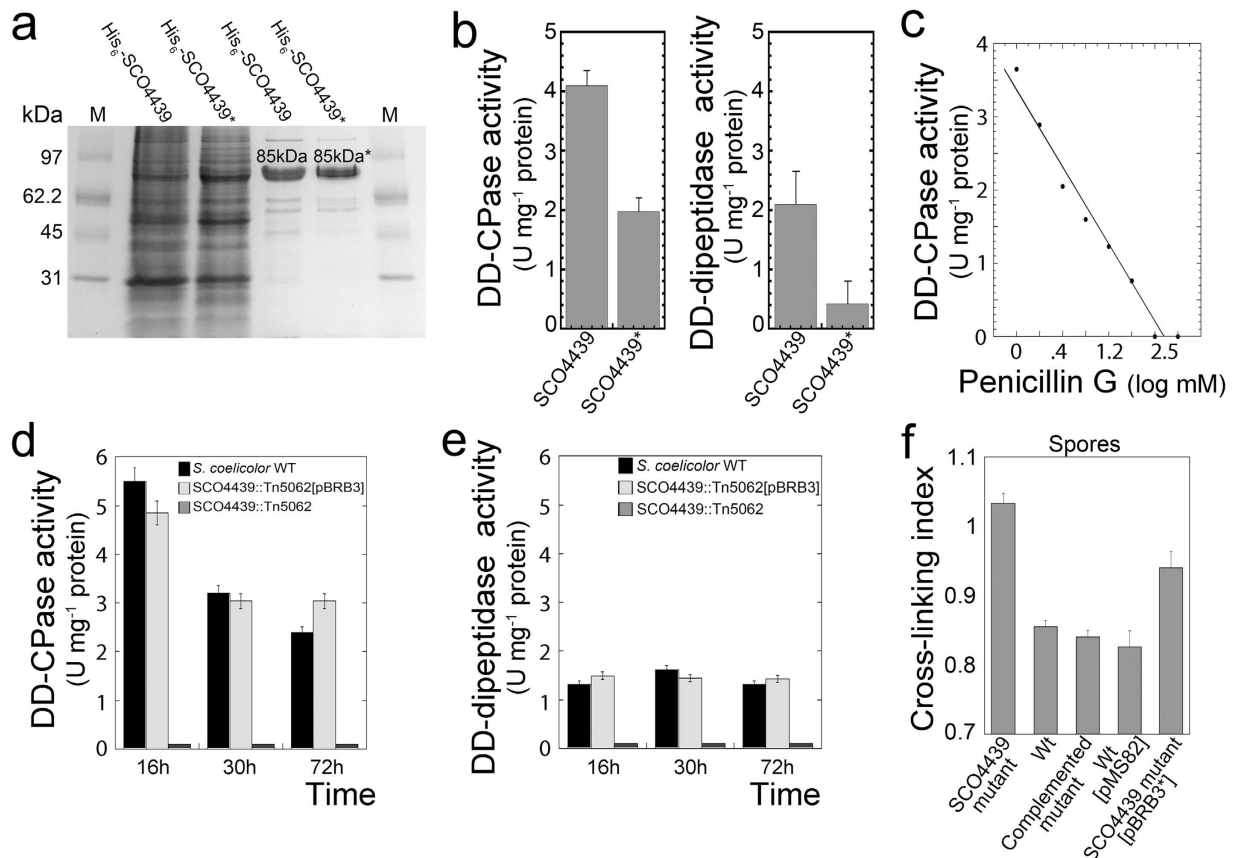 a
His6-SCO4439
His6-SCO4439*
His6-SCO4439
His6-SCO4439*
kDa
M
M
97
62.2
45
31
85kDa
85kDa*
b
DD-CPase activity
(U mg-1 protein)
5
4
3
2
1
0
SCO4439
SCO4439*
DD-dipeptidase activity
(U mg-1 protein)
5
4
3
2
1
0
SCO4439
SCO4439*
c
DD-CPase activity
(U mg-1 protein)
4
3
2
1
0
0
.4
1.2
2.5
Penicillin G (log mM)
d
DD-CPase activity
(U mg-1 protein)
6
5
4
3
2
1
0
S. coelicolor WT
SCO4439::Tn5062[pBRB3]
SCO4439::Tn5062
16h
30h
72h
Time
e
DD-dipeptidase activity
(U mg-1 protein)
6
5
4
3
2
1
0
S. coelicolor WT
SCO4439::Tn5062[pBRB3]
SCO4439::Tn5062
16h
30h
72h
Time
f
Spores
Cross-linking index
1.1
1
0.9
0.8
0.7
SCO4439
mutant
Wt
Complemented
mutant
Wt
[pMS82]
SCO4439 mutant
[pBRB3*]